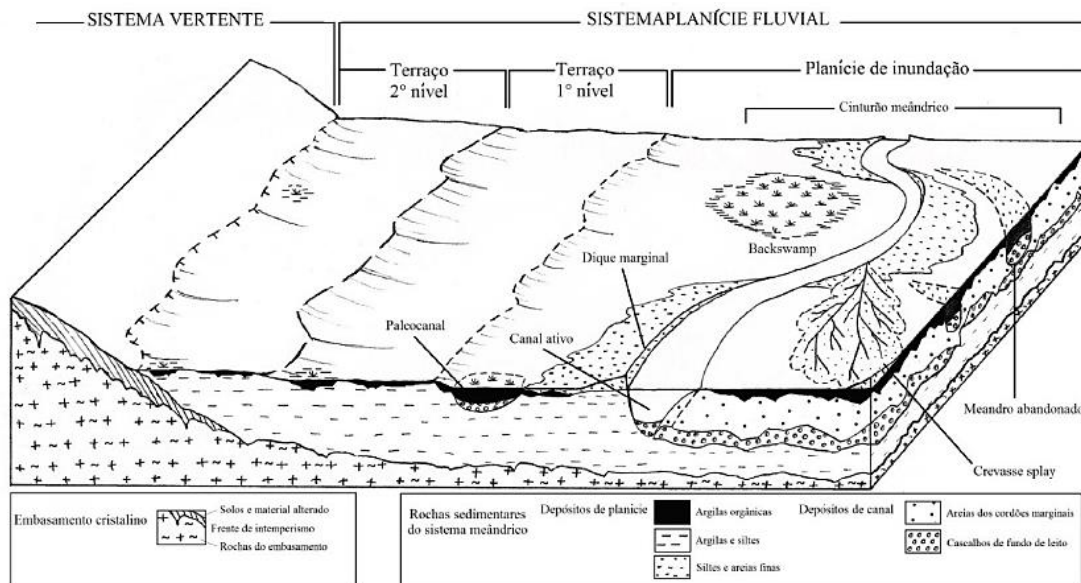 SISTEMA VERTENTE
SISTEMAPLANÍCIE FLUVIAL
Terraço
2° nível
Terraço
1° nível
Planície de inundação
Cinturão meândrico
Backswamp
Dique marginal
Paleocanal
Canal ativo
Meandro abandonado
Crevasse splay
Embasamento cristalino
Solos e material alterado
Frente de intemperismo
Rochas do embasamento
Rochas sedimentares
do sistema meândrico
Depósitos de planície
Argilas orgânicas
Argilas e siltes
Siltes e areias finas
Depósitos de canal
Areias dos cordões marginais
Cascalhos de fundo de leito